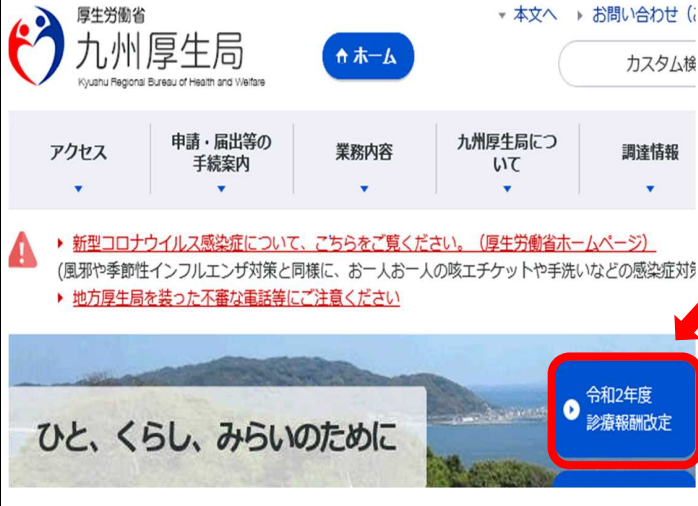 厚生労働省
九州厚生局
Kyushu Regional Bureau of Health and Welfare
ホーム
本文へ
お問い合わせ
カスタム検
アクセス
申請・届出等の
手続案内
業務内容
九州厚生局につ
いて
調達情報
新型コロナウイルス感染症について、こちらをご覧ください。（厚生労働省ホームページ）
(風邪や季節性インフルエンザ対策と同様に、お一人お一人の咳エチケットや手洗いなどの感染症対
地方厚生局を装った不審な電話等にご注意ください
ひと、くらし、みらいのために
令和2年度
診療報酬改定